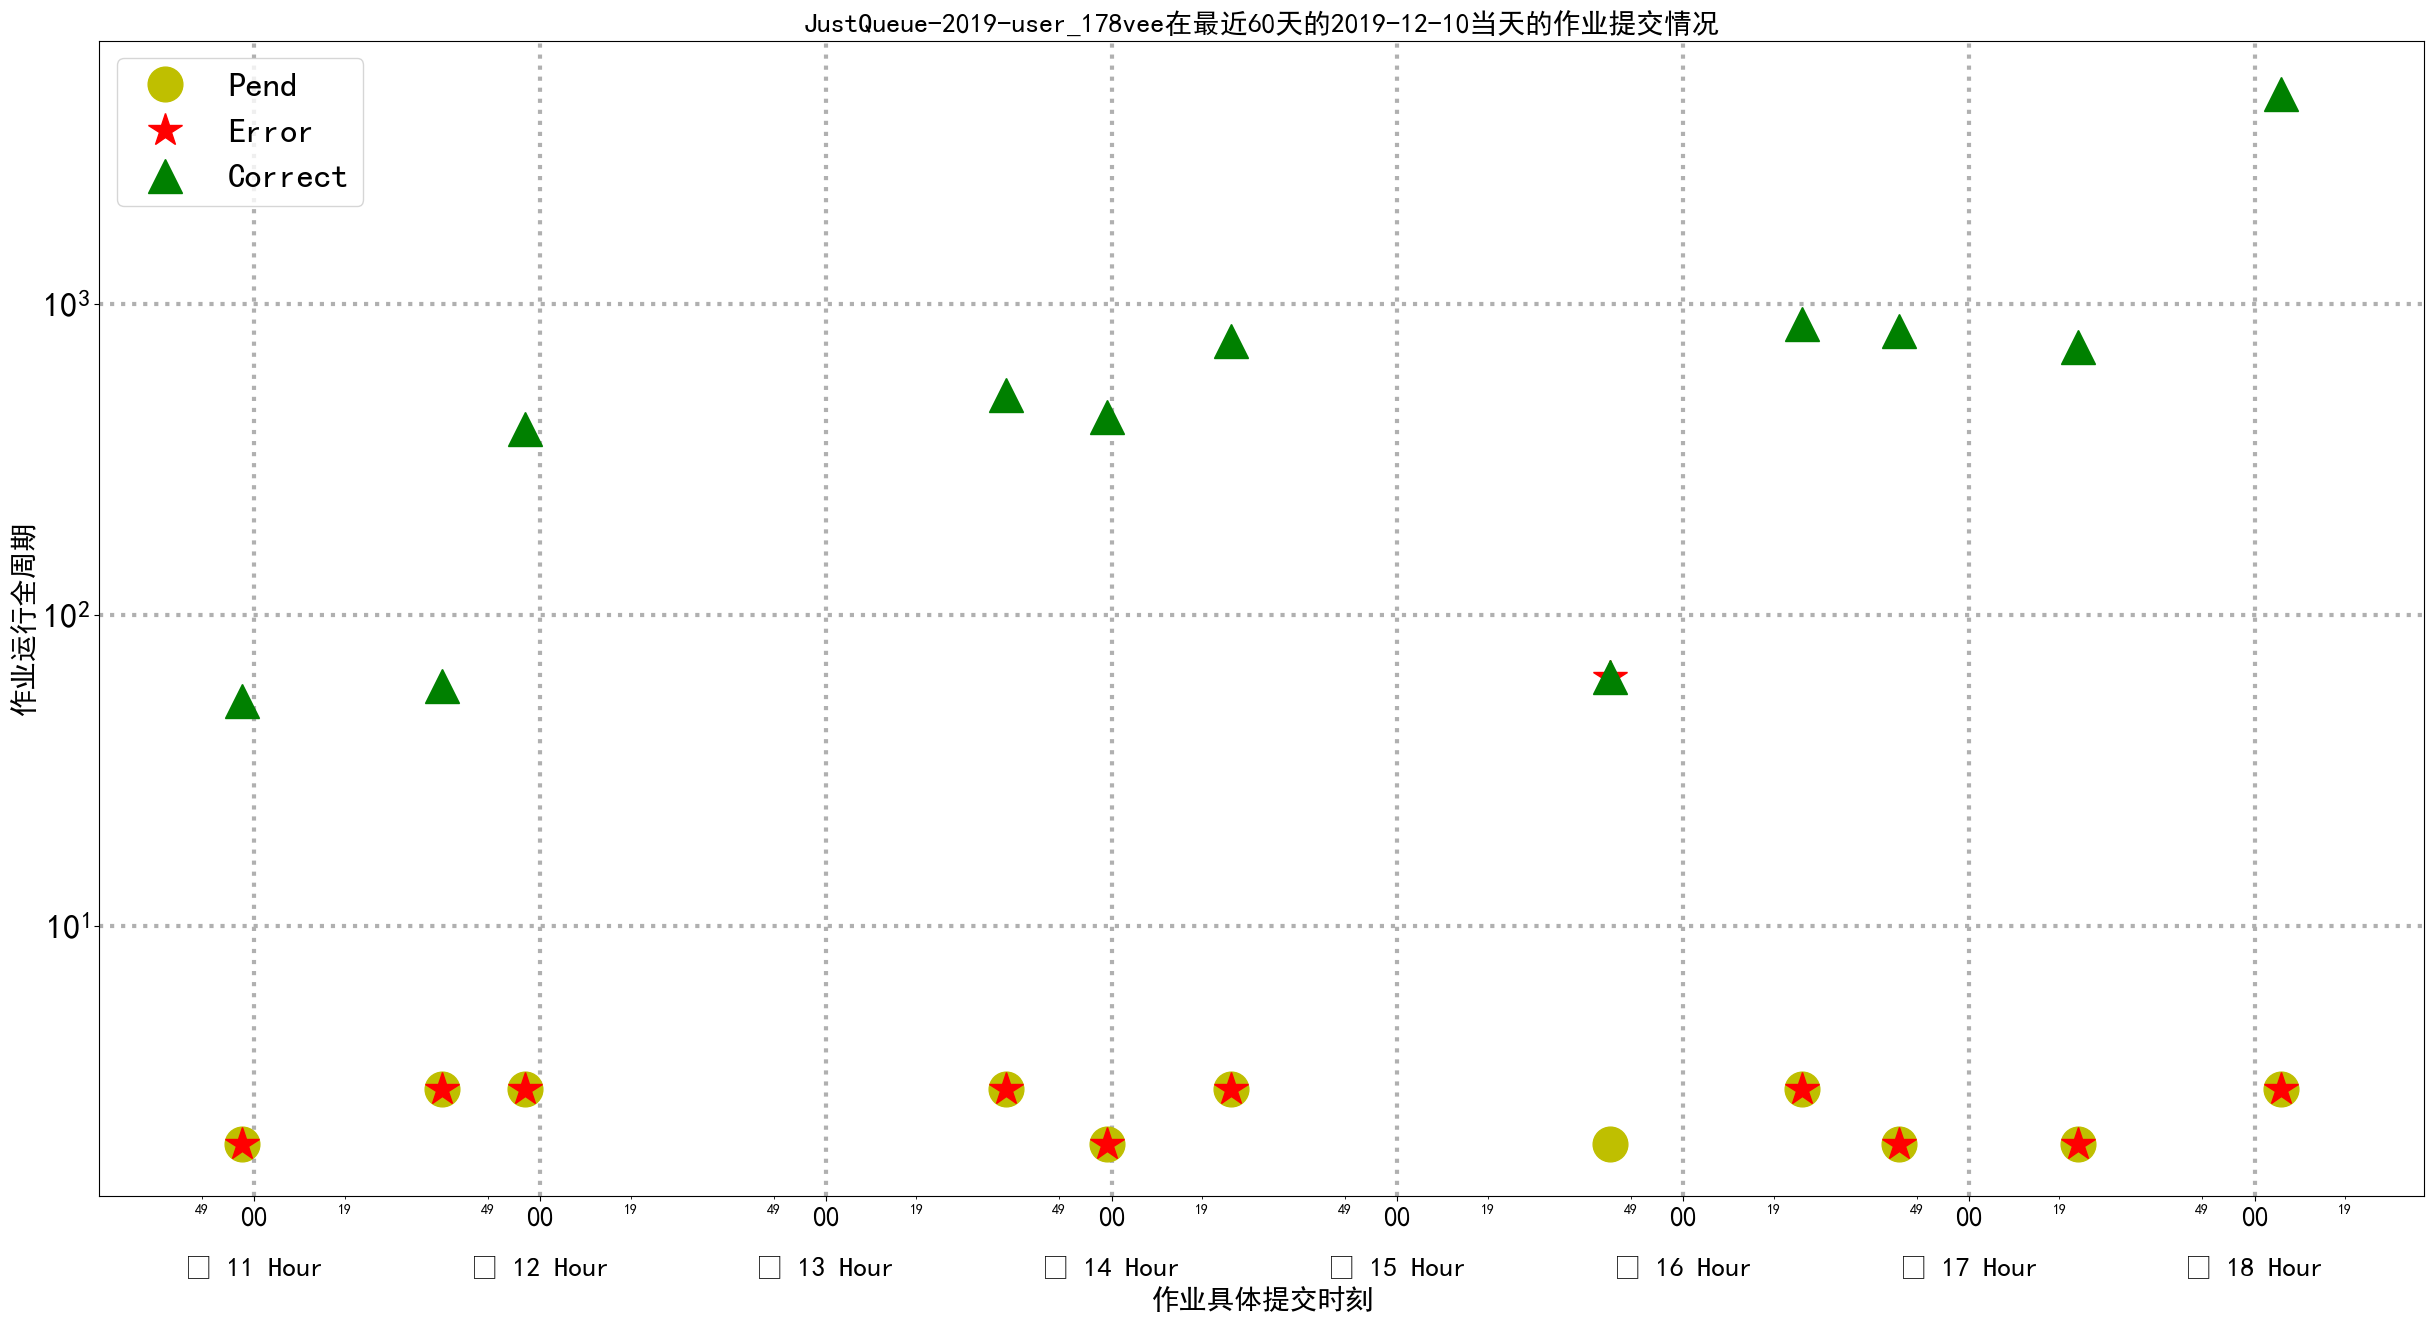 JustQueue-2019-user_178vee在最近60天的2019-12-10当天的作业提交情况
Pend
Error
Correct
10³
10²
10¹
作业运行全周期
49 00 19 49 00 19 49 00 19 49 00 19 49 00 19 49 00 19 49 00 19 49 00 19
□ 11 Hour □ 12 Hour □ 13 Hour □ 14 Hour □ 15 Hour □ 16 Hour □ 17 Hour □ 18 Hour
作业具体提交时刻